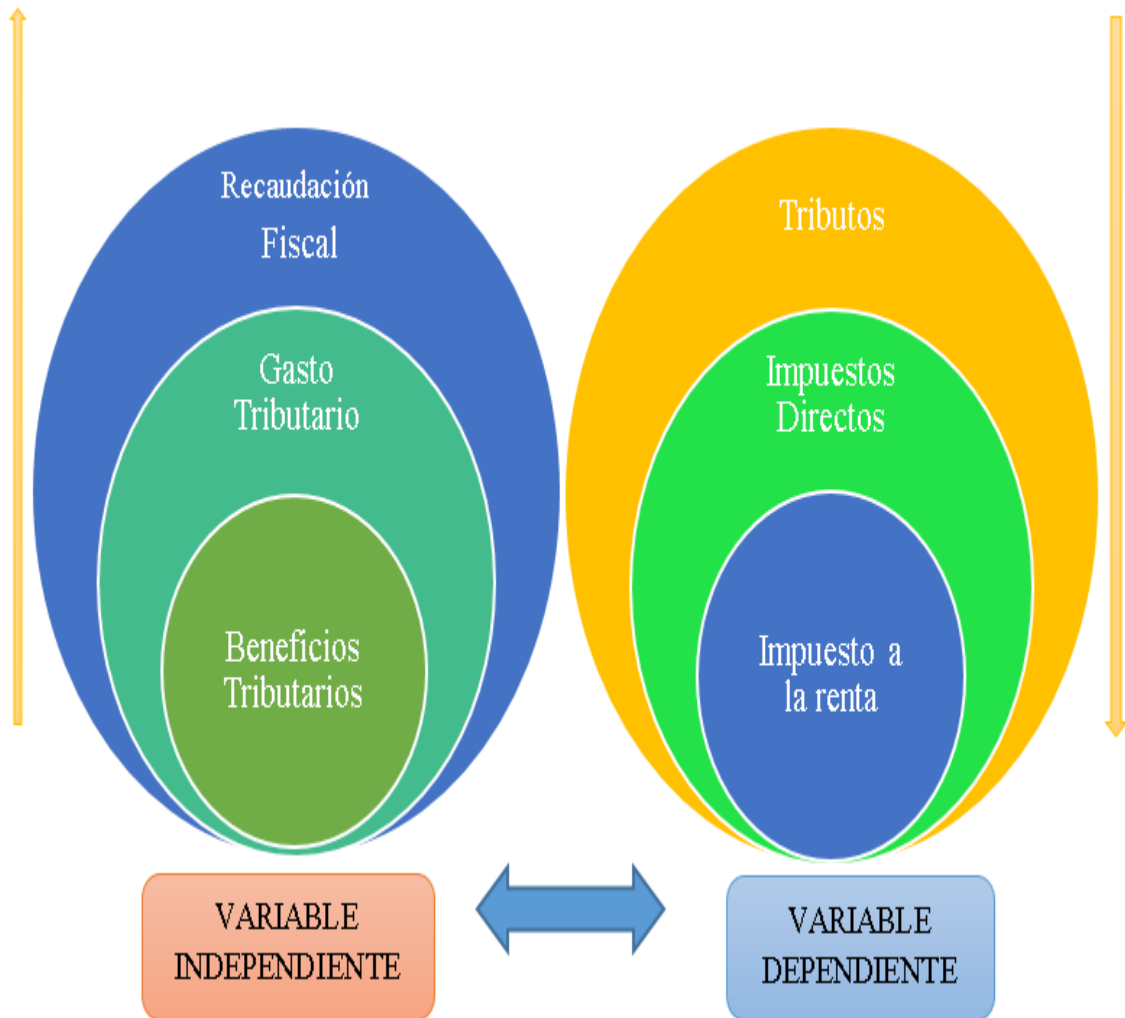 Recaudación
Fiscal
Gasto
Tributario
Beneficios
Tributarios
Tributos
Impuestos
Directos
Impuesto a
la renta
VARIABLE
INDEPENDIENTE
VARIABLE
DEPENDIENTE